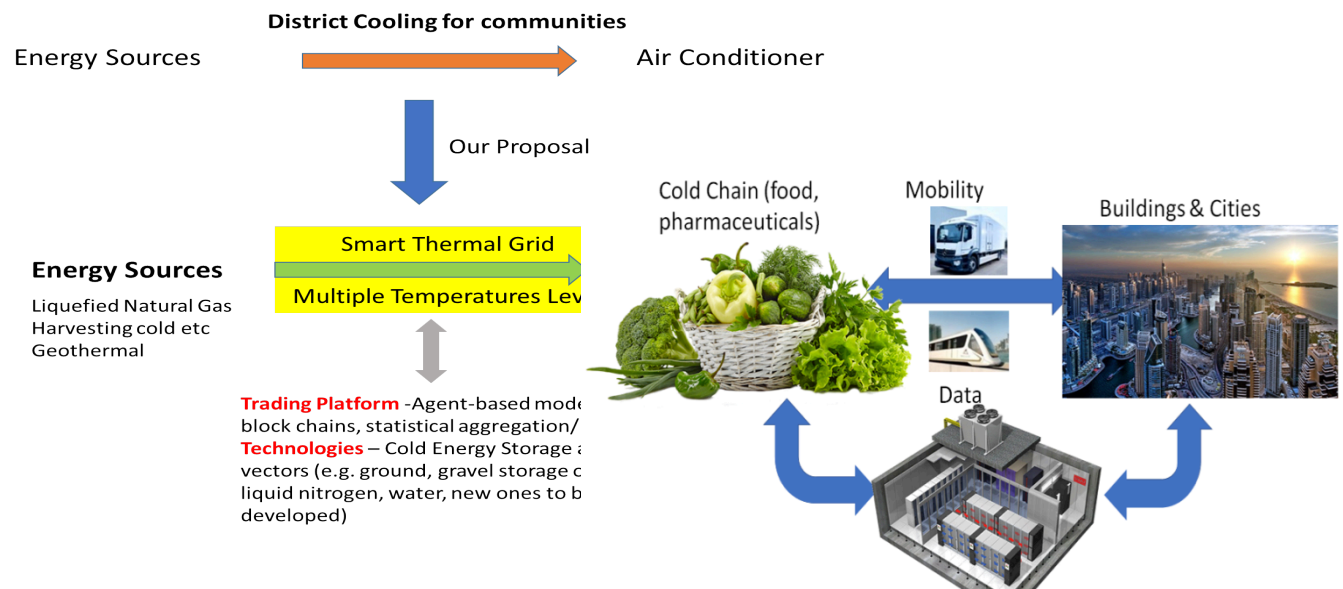 District Cooling for communities
Energy Sources
Air Conditioner
Our Proposal
Cold Chain (food,
pharmaceuticals)
Mobility
Buildings & Cities
Smart Thermal Grid
Energy Sources
Multiple Temperatures
Liquefied Natural Gas
Harvesting cold etc
Geothermal
Data
Trading Platform -Agent-based
block chains, statistical aggregation/
Technologies – Cold Energy Storage
vectors (e.g. ground, gravel storage
liquid nitrogen, water, new ones to
developed)